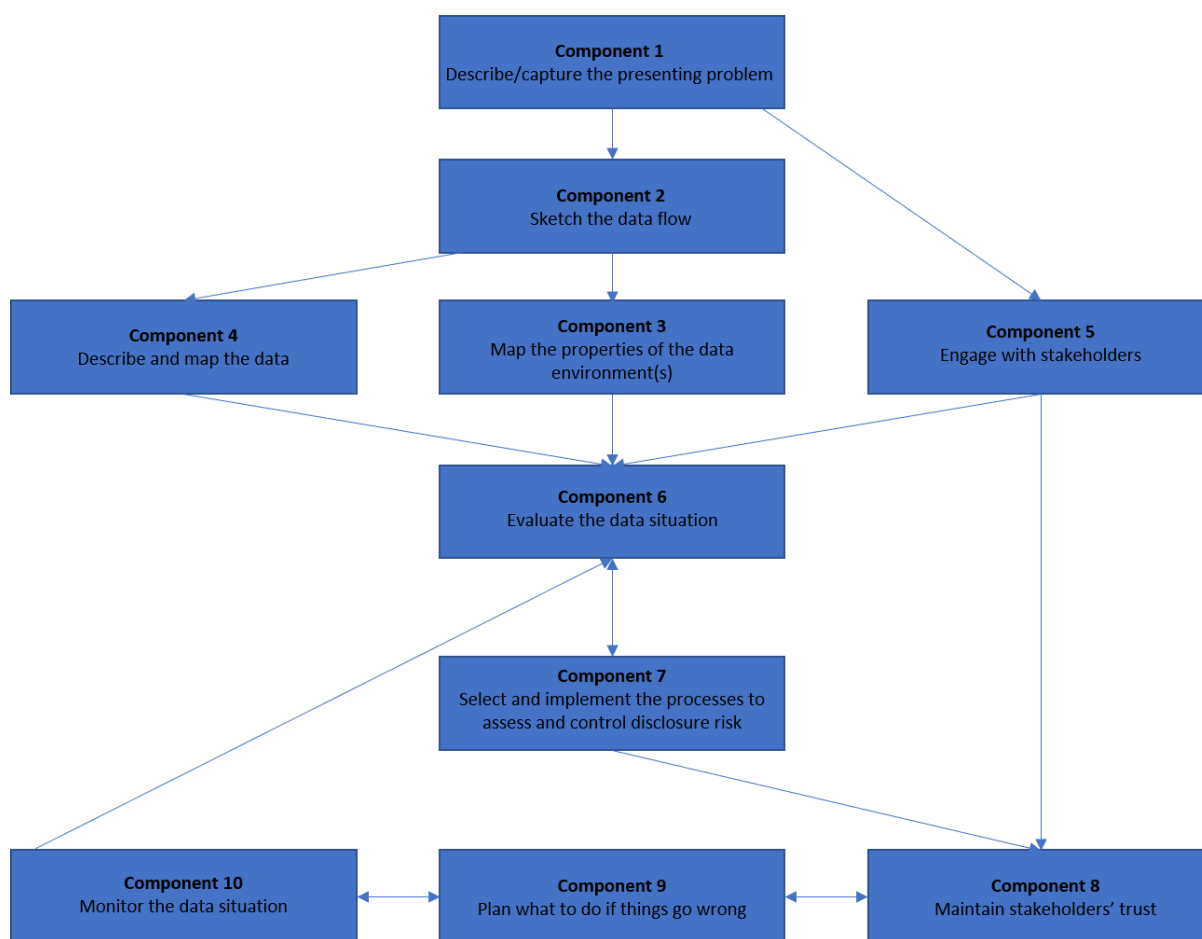 Component 1
Describe/capture the presenting problem
Component 2
Sketch the data flow
Component 4
Describe and map the data
Component 3
Map the properties of the data
environment(s)
Component 5
Engage with stakeholders
Component 6
Evaluate the data situation
Component 7
Select and implement the processes to
assess and control disclosure risk
Component 10
Monitor the data situation
Component 9
Plan what to do if things go wrong
Component 8
Maintain stakeholders’ trust